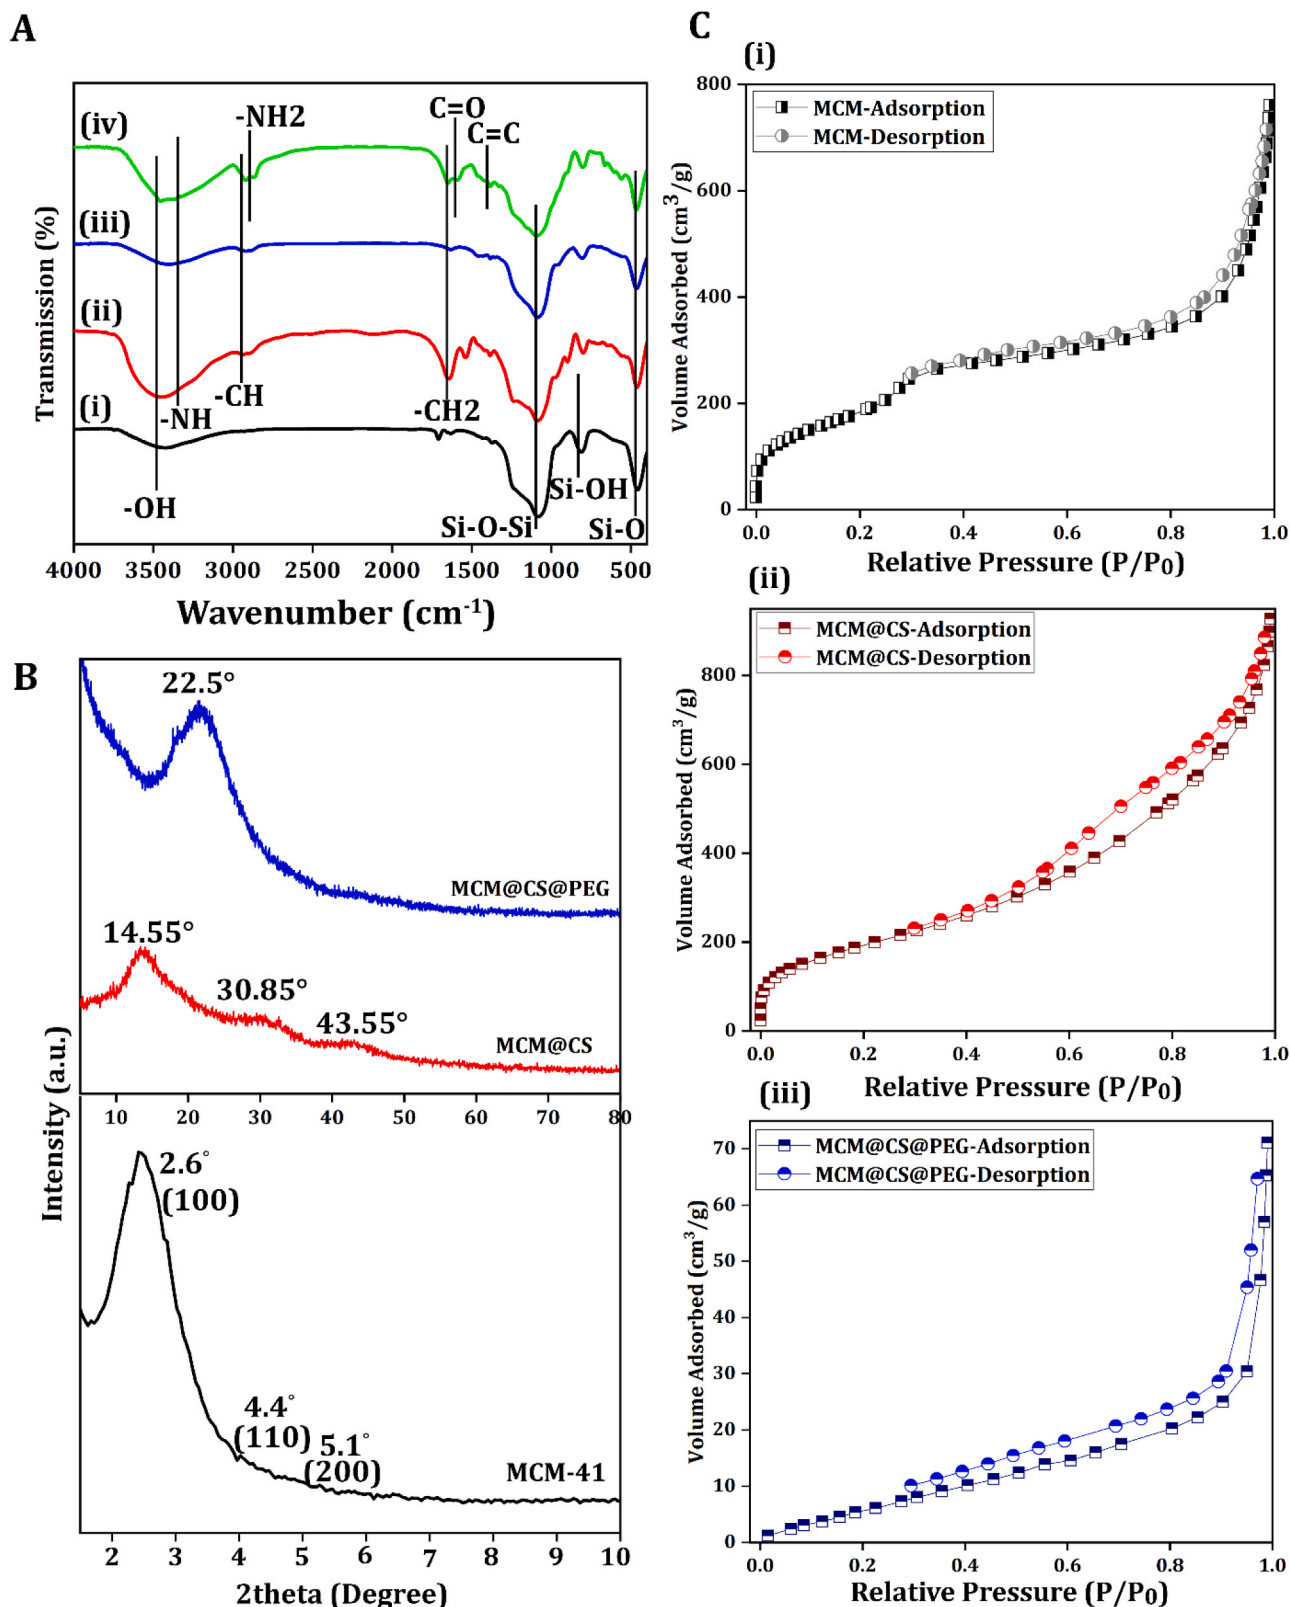 A
(iv)
(iii)
(ii)
(i)
-NH2
C=O
C=C
-NH
-CH
-OH
-CH2
Si-OH
Si-O-Si
Si-O
Transmission (%)
4000 3500 3000 2500 2000 1500 1000 500
Wavenumber (cm-1)
B
22.5°
MCM@CS@PEG
14.55°
30.85°
43.55°
MCM@CS
10 20 30 40 50 60 70 80
2.6°
(100)
4.4°
(110)
5.1°
(200)
MCM-41
Intensity (a.u.)
2 3 4 5 6 7 8 9 10
2theta (Degree)
C
(i)
MCM-Adsorption
MCM-Desorption
800
600
400
200
0
Volume Adsorbed (cm3/g)
0.0 0.2 0.4 0.6 0.8 1.0
Relative Pressure (P/P0)
(ii)
MCM@CS-Adsorption
MCM@CS-Desorption
800
600
400
200
0
Volume Adsorbed (cm3/g)
0.0 0.2 0.4 0.6 0.8 1.0
Relative Pressure (P/P0)
(iii)
MCM@CS@PEG-Adsorption
MCM@CS@PEG-Desorption
70
60
50
40
30
20
10
0
Volume Adsorbed (cm3/g)
0.0 0.2 0.4 0.6 0.8 1.0
Relative Pressure (P/P0)